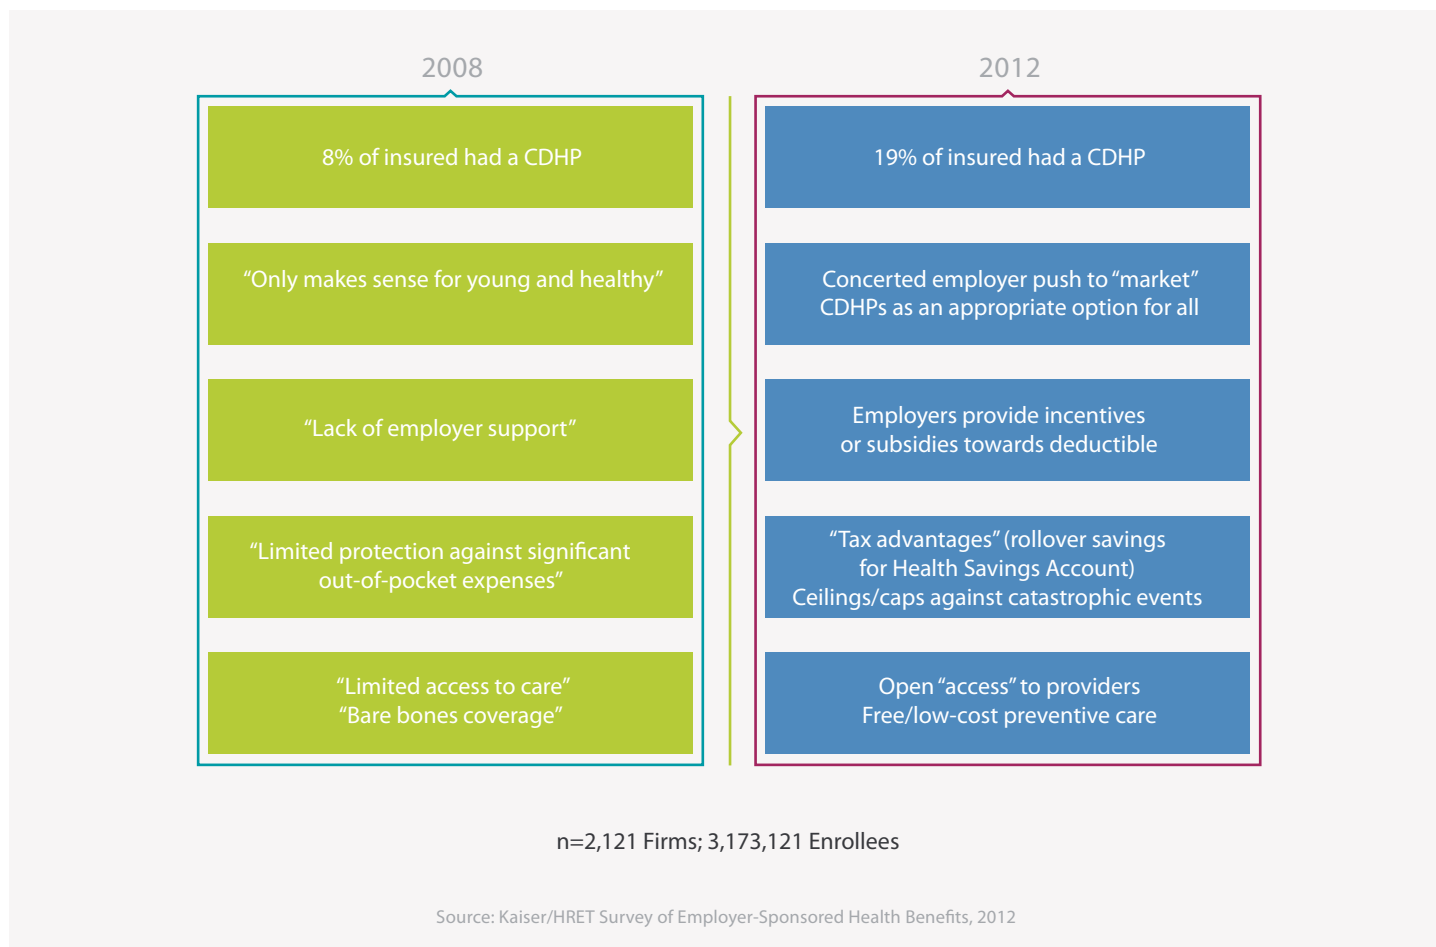 2008
8% of insured had a CDHP
“Only makes sense for young and healthy”
“Lack of employer support”
“Limited protection against significant
out-of-pocket expenses”
“Limited access to care”
“Bare bones coverage”
2012
19% of insured had a CDHP
Concerted employer push to “market”
CDHPs as an appropriate option for all
Employers provide incentives
or subsidies towards deductible
“Tax advantages” (rollover savings
for Health Savings Account)
Ceilings/caps against catastrophic events
Open “access” to providers
Free/low-cost preventive care
n=2,121 Firms; 3,173,121 Enrollees
Source: Kaiser/HRET Survey of Employer-Sponsored Health Benefits, 2012